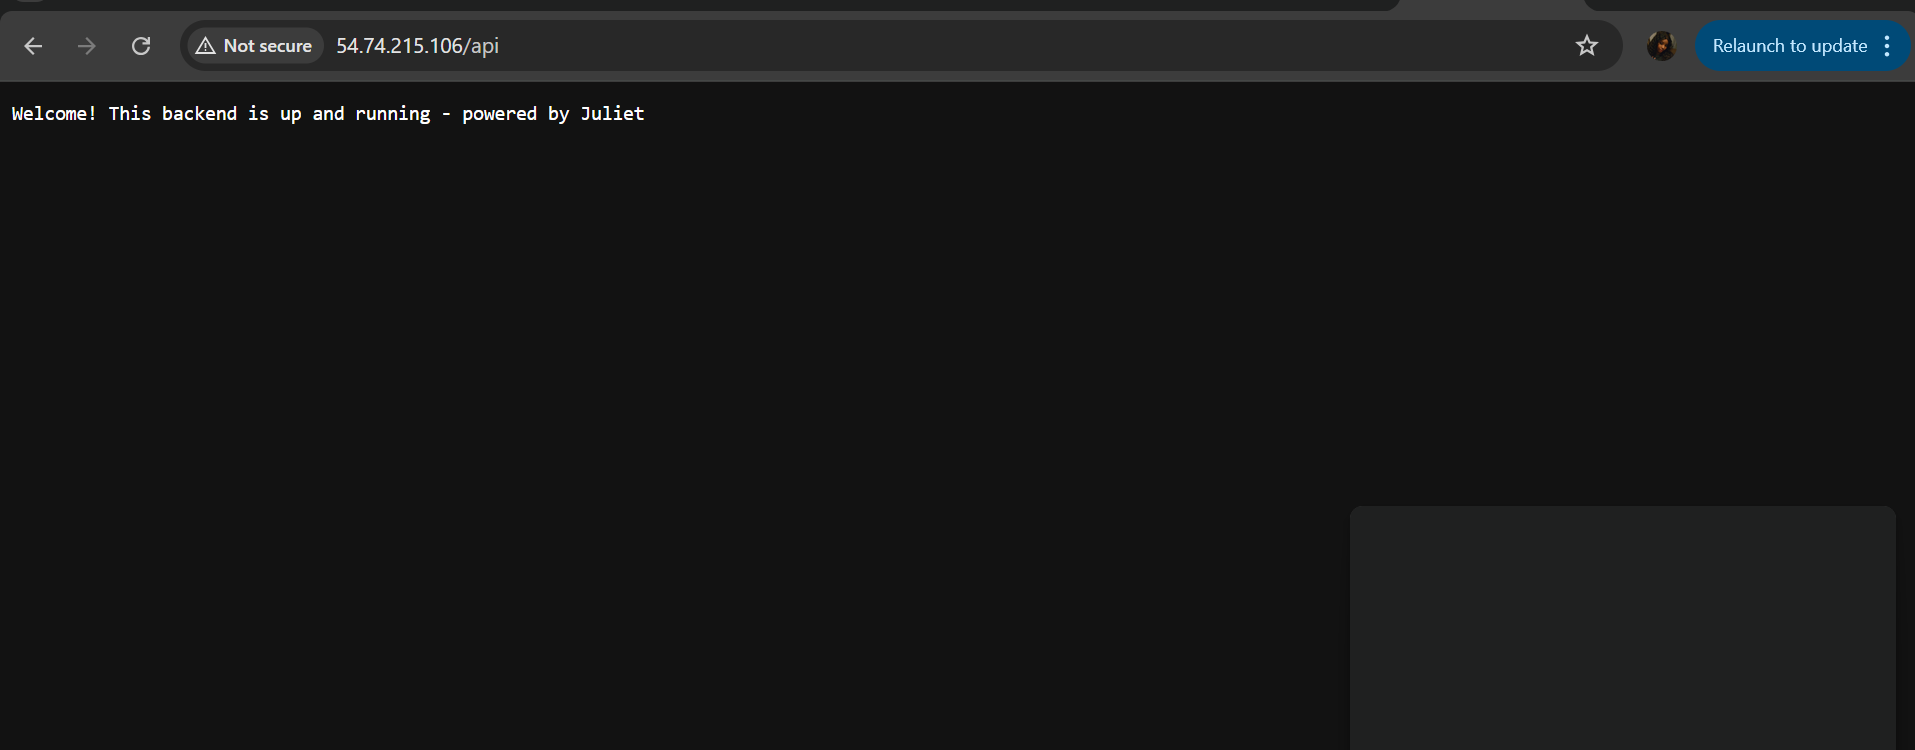 Not secure
54.74.215.106/api
Relaunch to update
Welcome! This backend is up and running - powered by Juliet